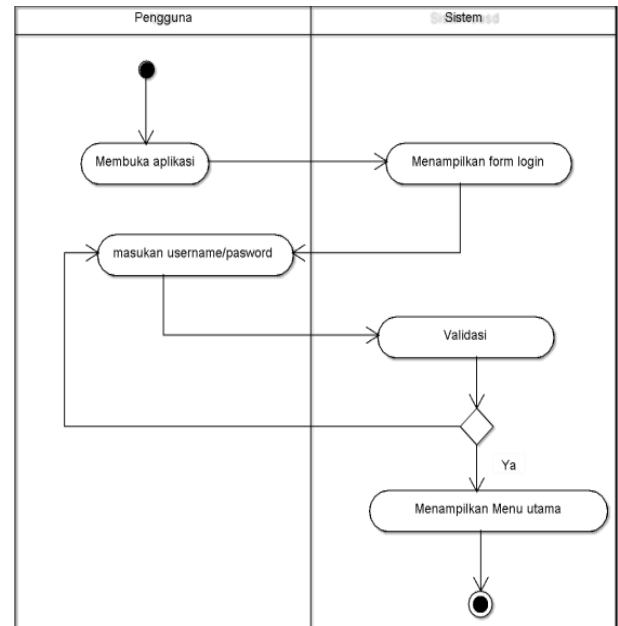 Pengguna
Sistem
Membuka aplikasi
Menampilkan form login
masukan username/pasword
Validasi
Ya
Menampilkan Menu utama